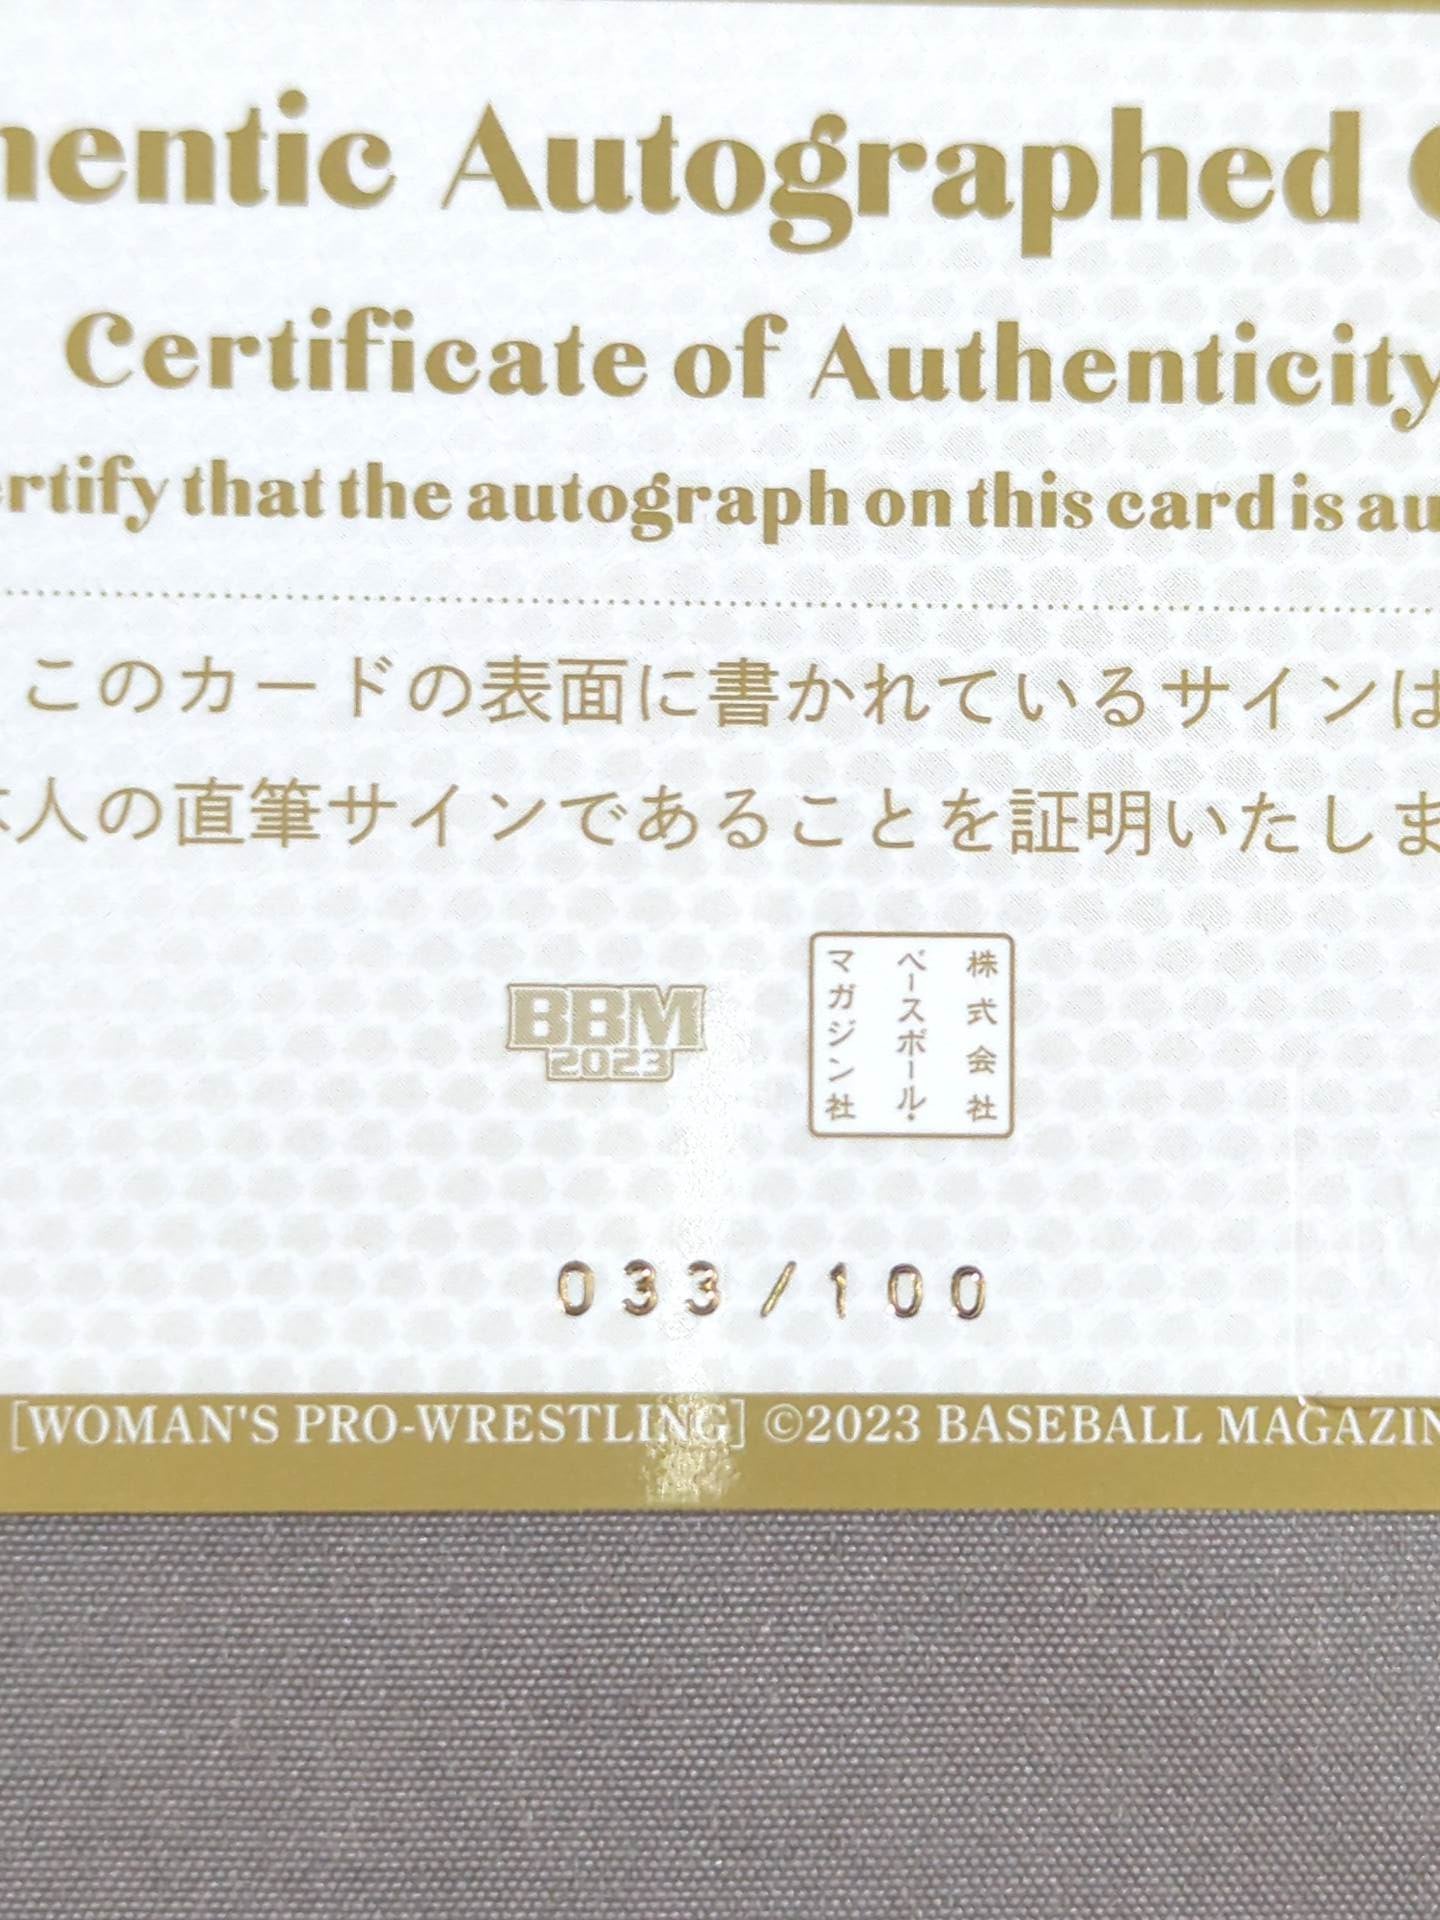 hentic Autographed
Certificate of Authenticity
ertify that the autograph on this card is au
このカードの表面に書かれているサインは
本人の直筆サインであることを証明いたしま
BBM
2023
株式会社
ベースボール・
マガジン社
033/100
[WOMAN'S PRO-WRESTLING] ©2023 BASEBALL MAGAZIN